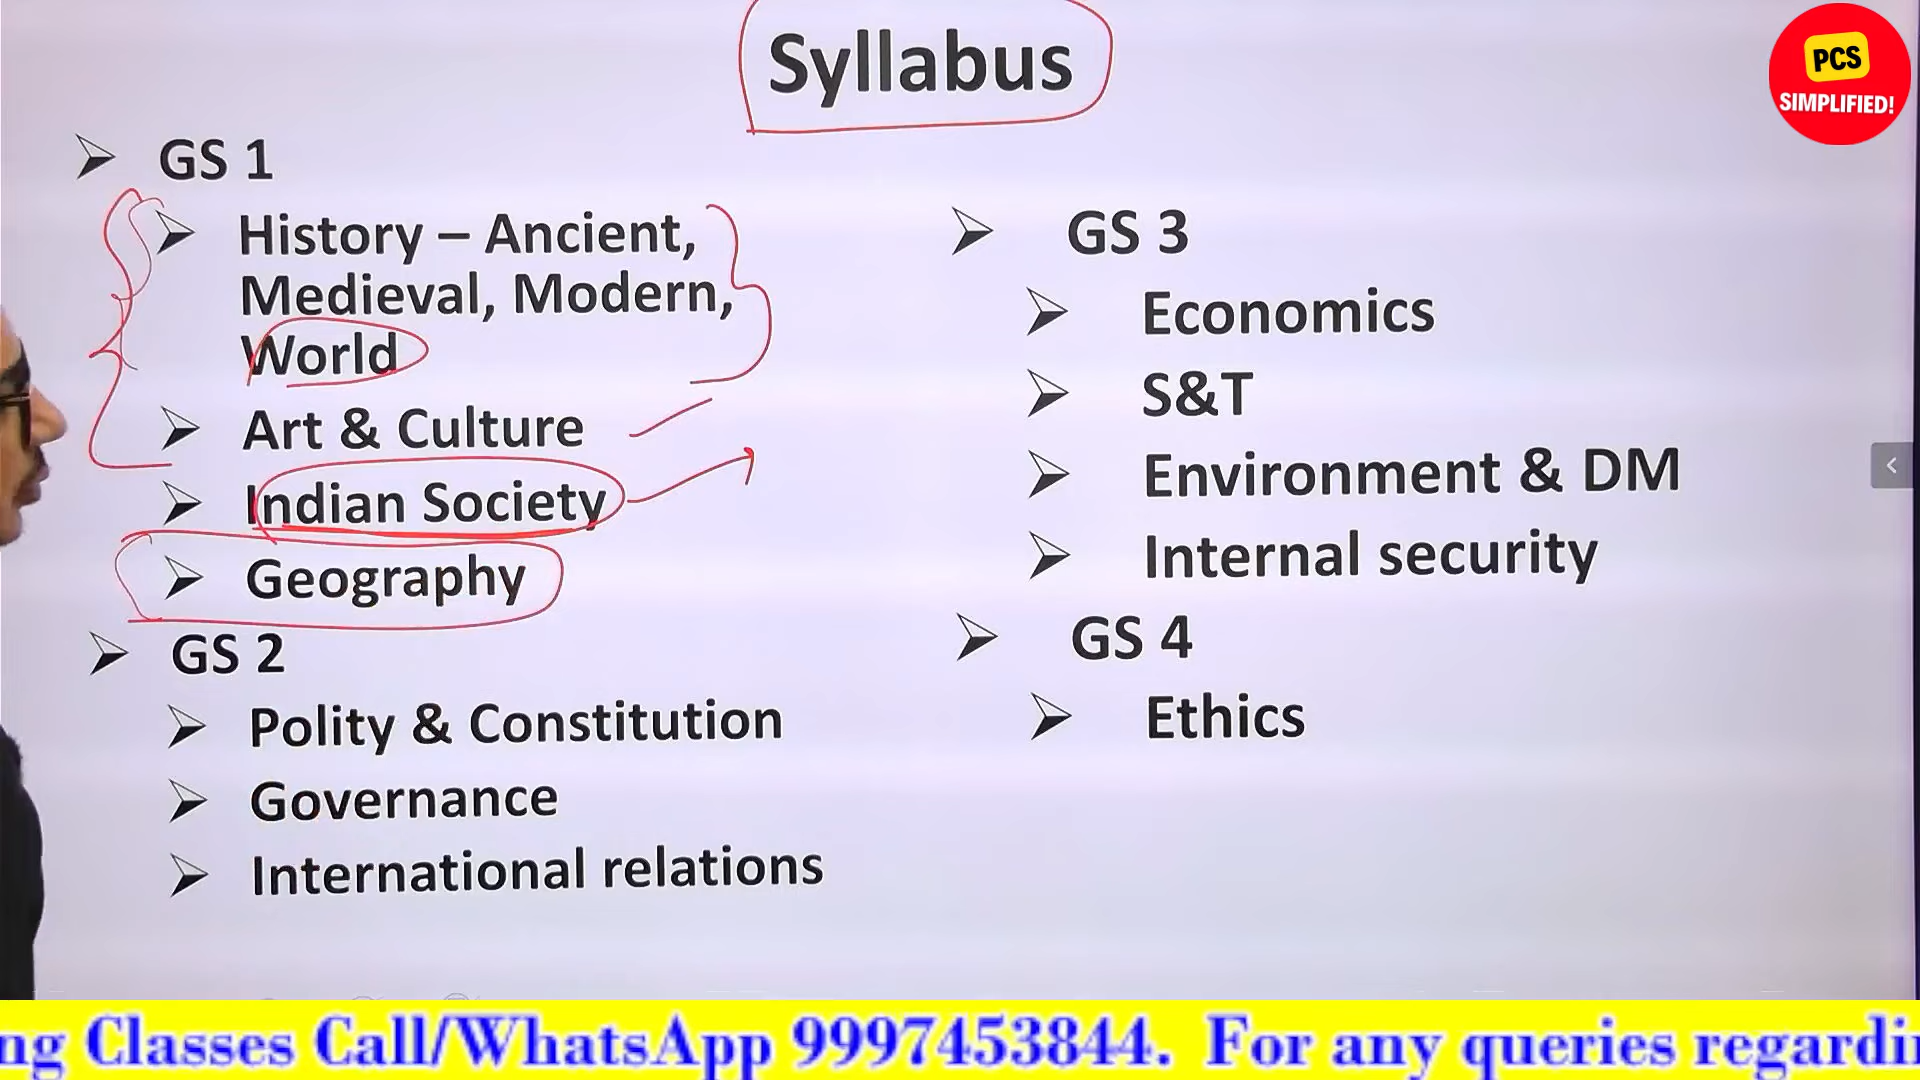 Syllabus
PCS
SIMPLIFIED!
GS 1
History – Ancient,
Medieval, Modern,
World
Art & Culture
Indian Society
Geography
GS 2
Polity & Constitution
Governance
International relations
GS 3
Economics
S&T
Environment & DM
Internal security
GS 4
Ethics
Classes Call/WhatsApp 9997453844. For any queries